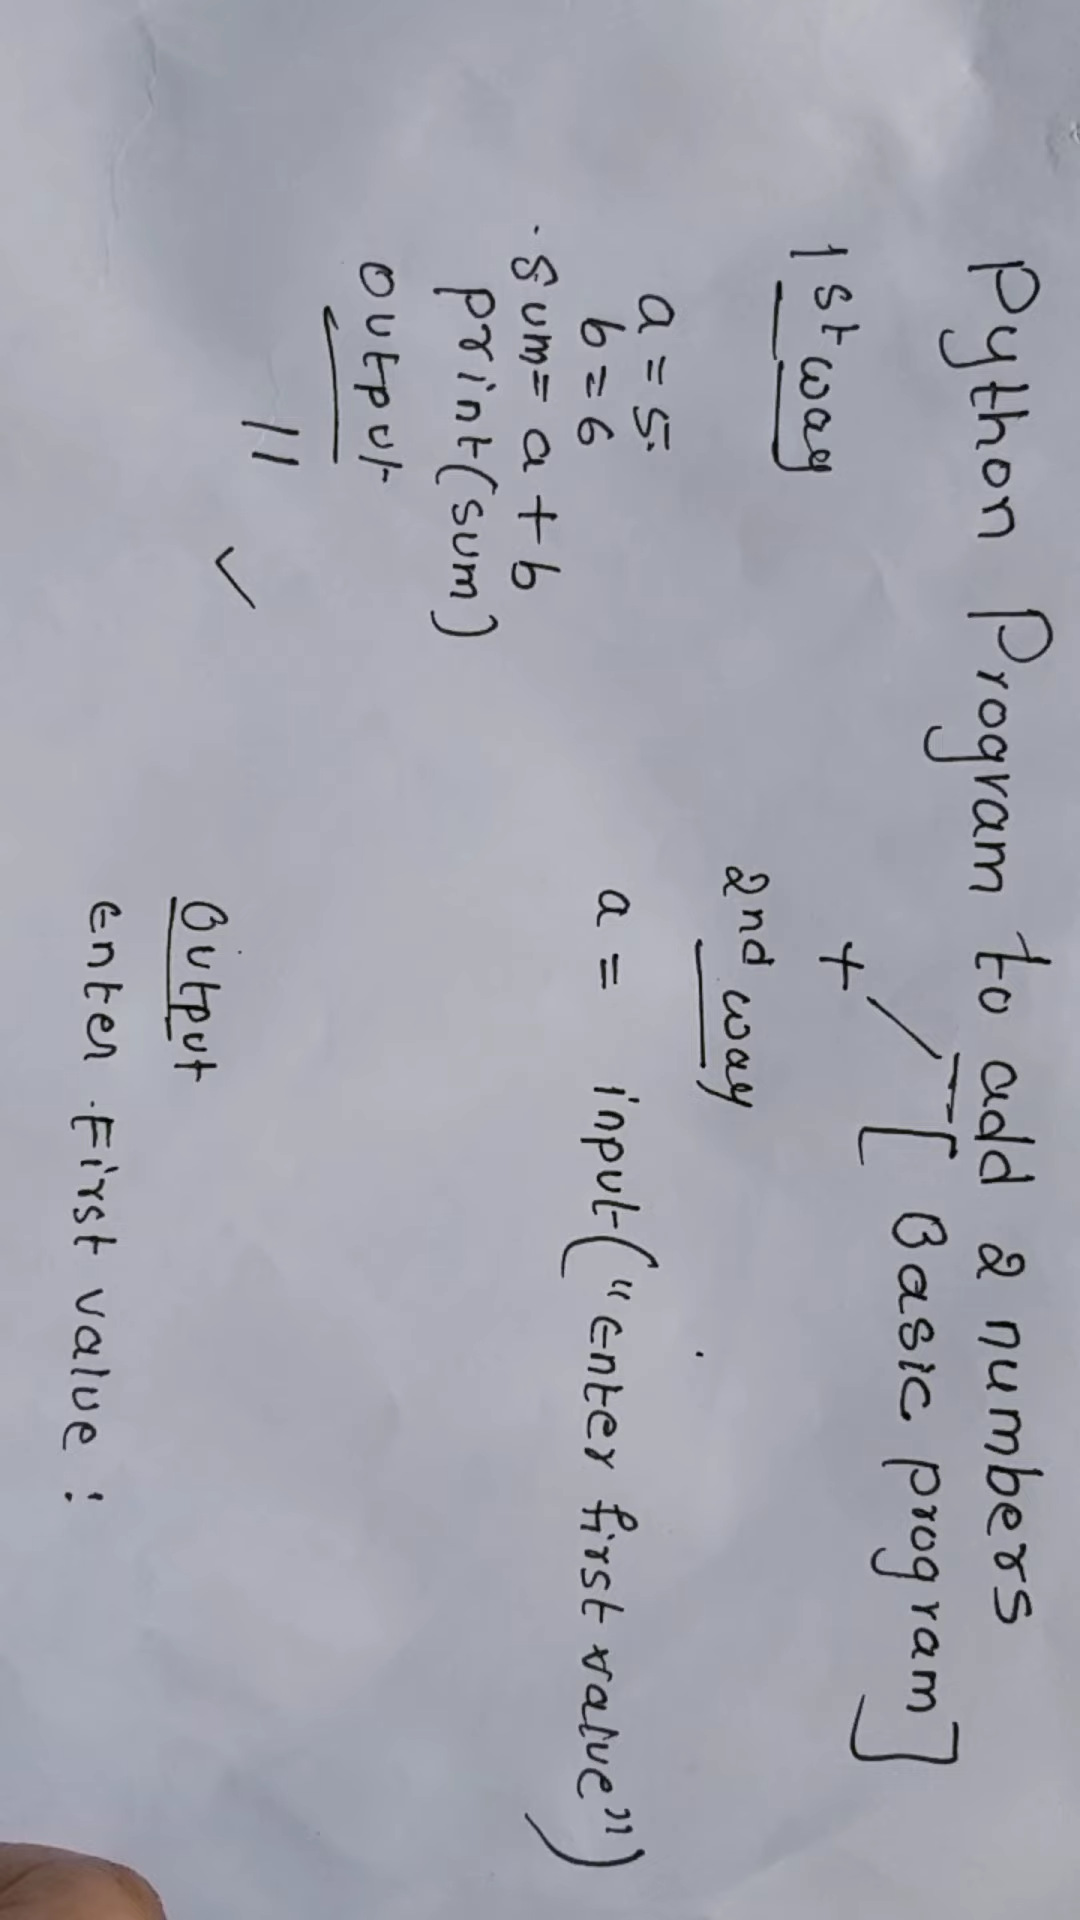 Python Program to add 2 numbers
+ [Basic program]
1st way
a = 5
b = 6
sum = a + b
print(sum)
output
11
2nd way
a = input("Enter first value")
Output
Enter First value :